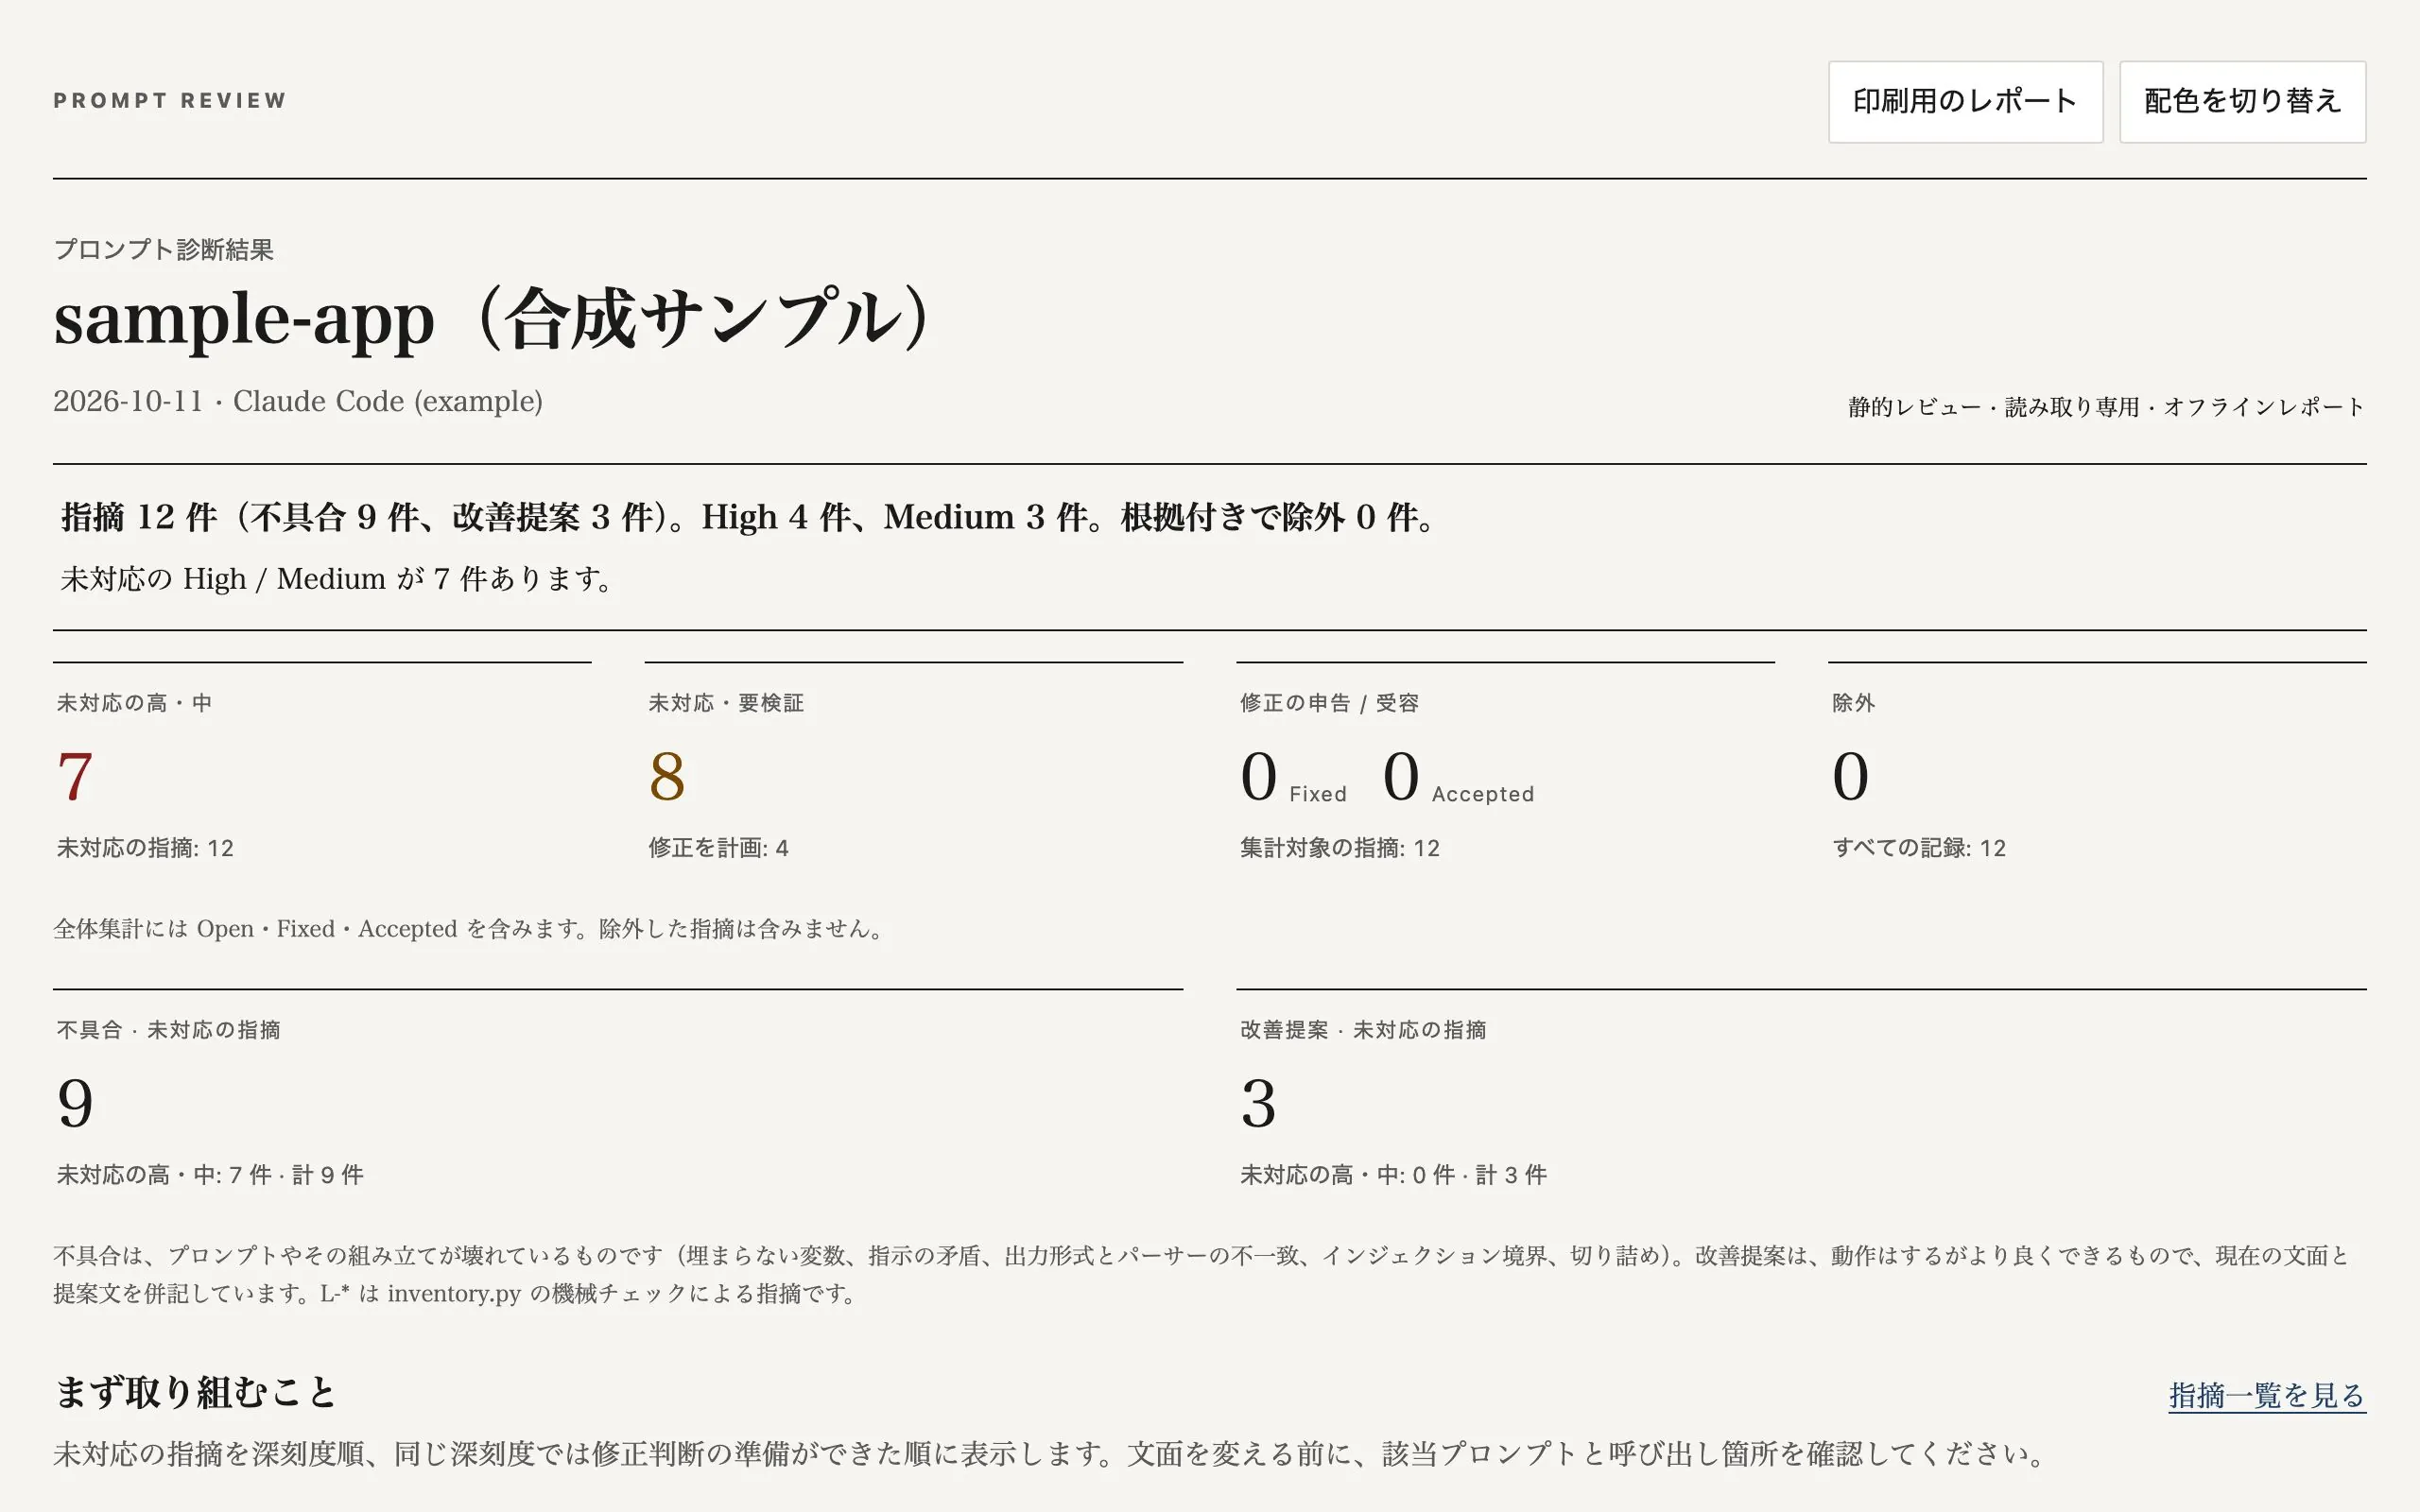 PROMPT REVIEW
印刷用のレポート
配色を切り替え
プロンプト診断結果
sample-app（合成サンプル）
2026-10-11 · Claude Code (example)
静的レビュー · 読み取り専用 · オフラインレポート
指摘 12 件（不具合 9 件、改善提案 3 件）。High 4 件、Medium 3 件。根拠付きで除外 0 件。
未対応の High / Medium が 7 件あります。
未対応の高・中
7
未対応の指摘: 12
未対応・要検証
8
修正を計画: 4
修正の申告 / 受容
0 Fixed 0 Accepted
集計対象の指摘: 12
除外
0
すべての記録: 12
全体集計には Open・Fixed・Accepted を含みます。除外した指摘は含みません。
不具合 · 未対応の指摘
9
未対応の高・中: 7 件 · 計 9 件
改善提案 · 未対応の指摘
3
未対応の高・中: 0 件 · 計 3 件
不具合は、プロンプトやその組み立てが壊れているものです（埋まらない変数、指示の矛盾、出力形式とパーサーの不一致、インジェクション境界、切り詰め）。改善提案は、動作はするがより良くできるもので、現在の文面と
提案文を併記しています。L-* は inventory.py の機械チェックによる指摘です。
まず取り組むこと
指摘一覧を見る
未対応の指摘を深刻度順、同じ深刻度では修正判断の準備ができた順に表示します。文面を変える前に、該当プロンプトと呼び出し箇所を確認してください。